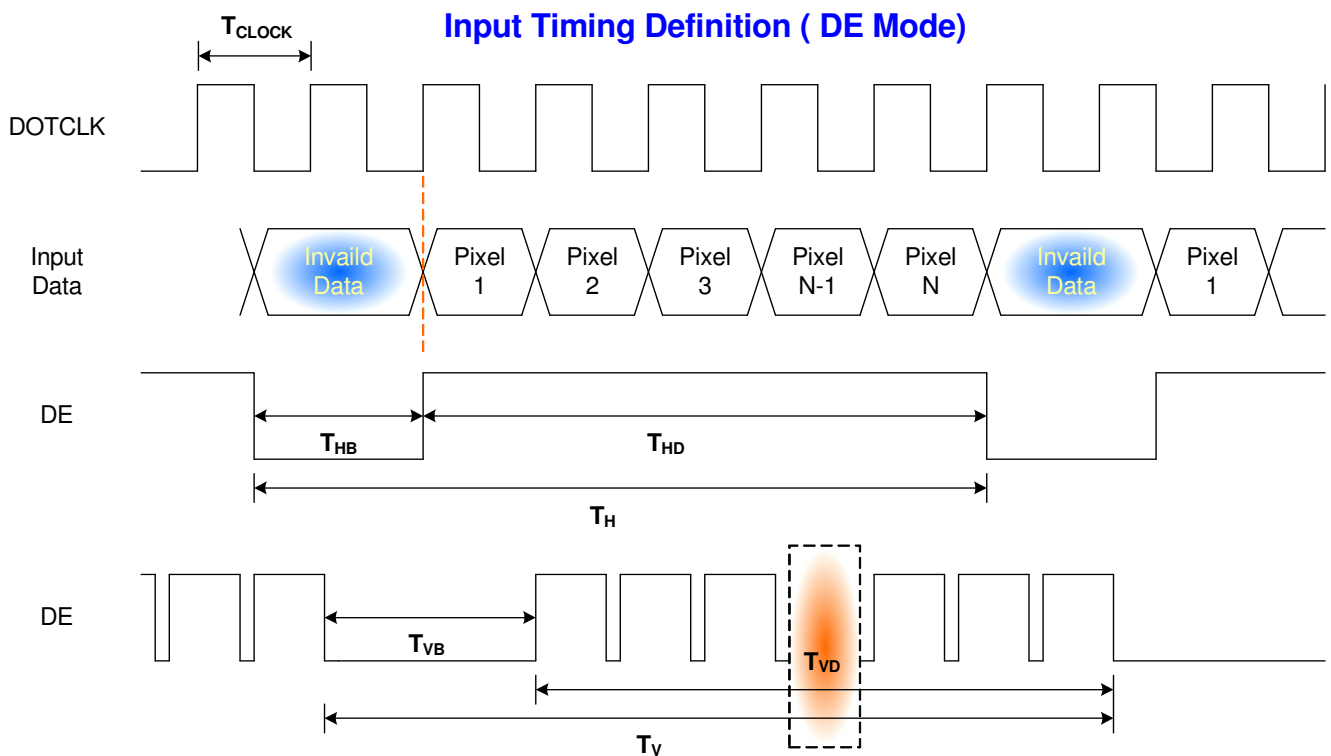 Input Timing Definition ( DE Mode)
TCLOCK
DOTCLK
Input
Data
Invaild
Data
Pixel
1
Pixel
2
Pixel
3
Pixel
N-1
Pixel
N
Invaild
Data
Pixel
1
DE
THB
THD
TH
DE
TVB
TVD
TV